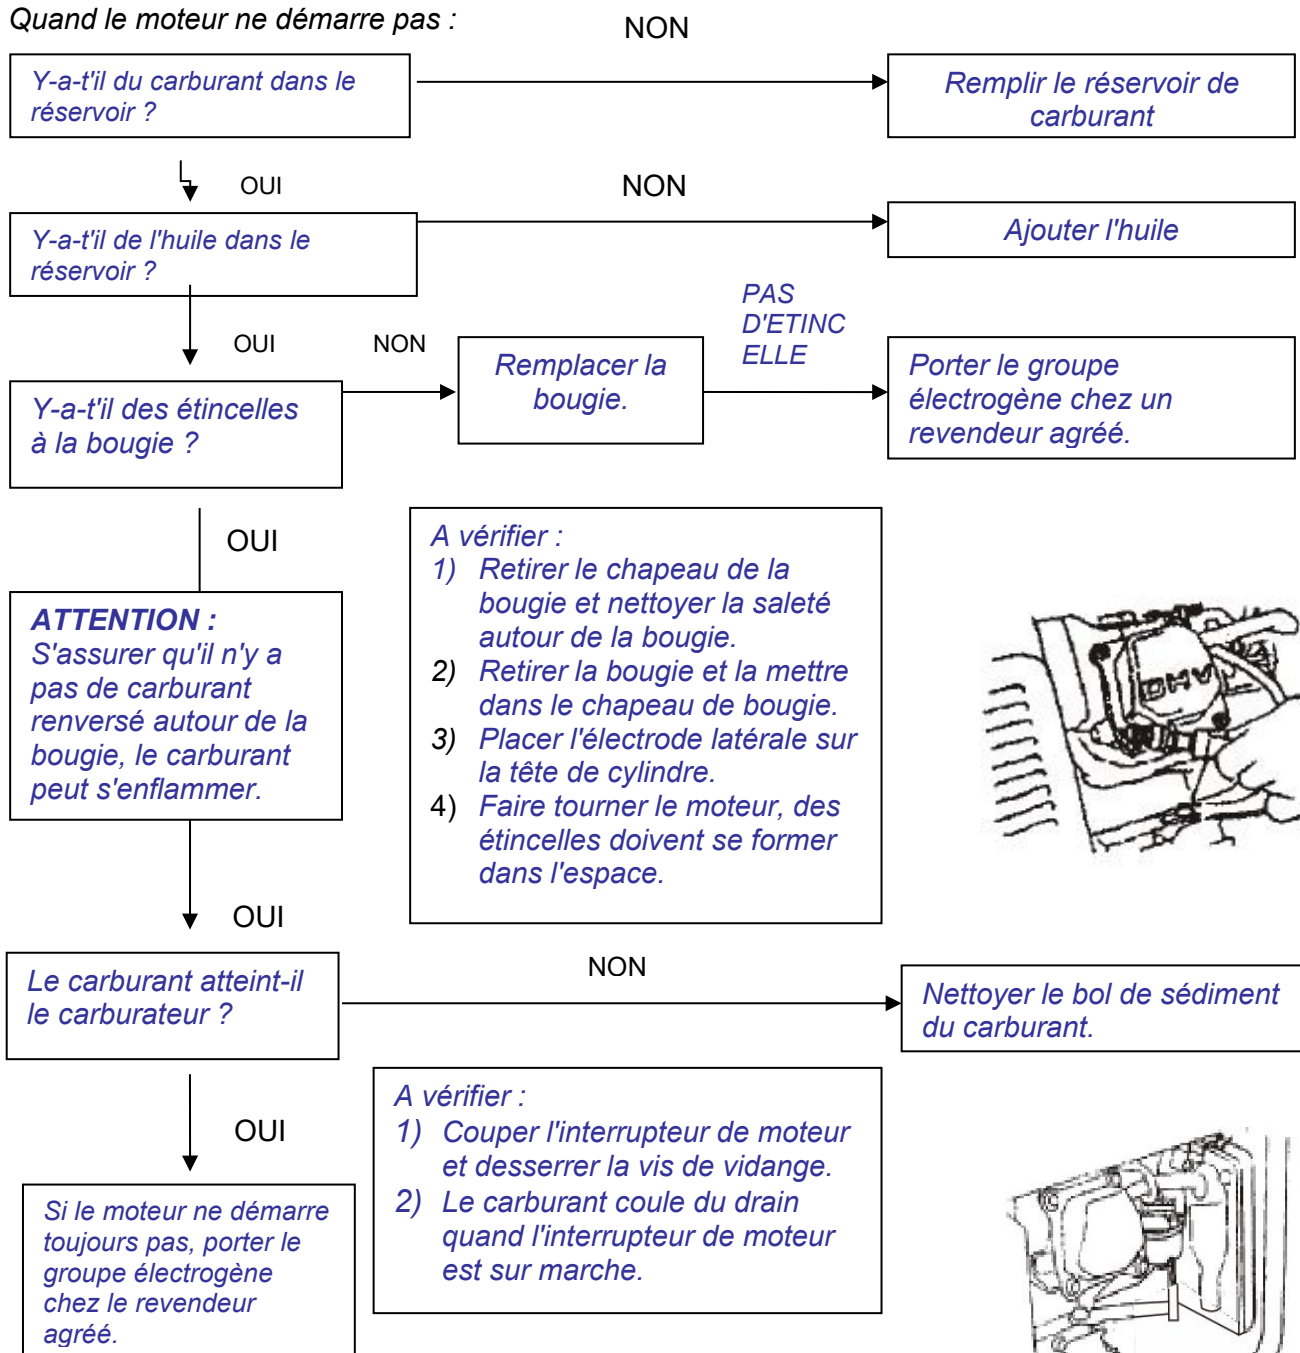 Quand le moteur ne démarre pas :
NON
Y-a-t'il du carburant dans le
réservoir ?
Remplir le réservoir de
carburant
OUI
NON
Y-a-t'il de l'huile dans le
réservoir ?
Ajouter l'huile
OUI
NON
PAS
D'ETINC
ELLE
Y-a-t'il des étincelles
à la bougie ?
Remplacer la
bougie.
Porter le groupe
électrogène chez un
revendeur agréé.
OUI
ATTENTION :
S'assurer qu'il n'y a
pas de carburant
renversé autour de la
bougie, le carburant
peut s'enflammer.
A vérifier :
1) Retirer le chapeau de la
bougie et nettoyer la saleté
autour de la bougie.
2) Retirer la bougie et la mettre
dans le chapeau de bougie.
3) Placer l'électrode latérale sur
la tête de cylindre.
4) Faire tourner le moteur, des
étincelles doivent se former
dans l'espace.
OHV
OUI
Le carburant atteint-il
le carburateur ?
NON
Nettoyer le bol de sédiment
du carburant.
OUI
A vérifier :
1) Couper l'interrupteur de moteur
et desserrer la vis de vidange.
2) Le carburant coule du drain
quand l'interrupteur de moteur
est sur marche.
Si le moteur ne démarre
toujours pas, porter le
groupe électrogène
chez le revendeur
agréé.